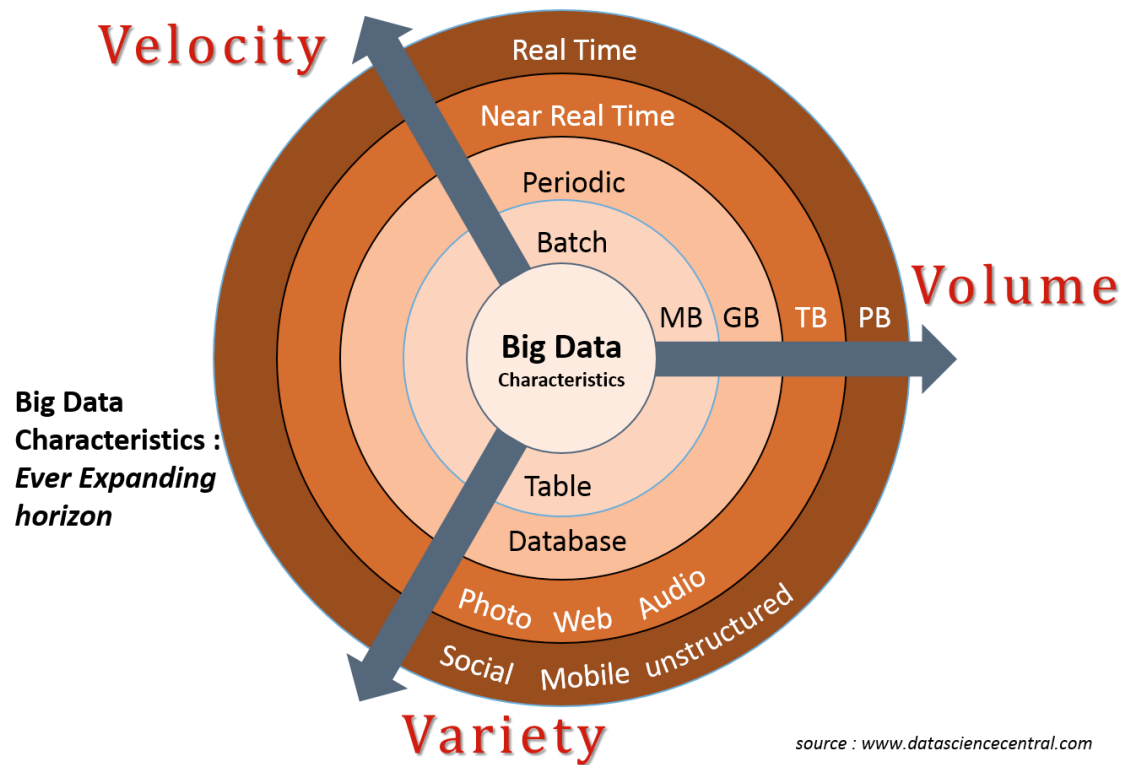 Velocity
Real Time
Near Real Time
Periodic
Batch
Volume
MB GB TB PB
Big Data
Characteristics
Big Data
Characteristics :
Ever Expanding
horizon
Table
Database
Photo Web Audio
Social Mobile unstructured
Variety
source : www.datasciencecentral.com